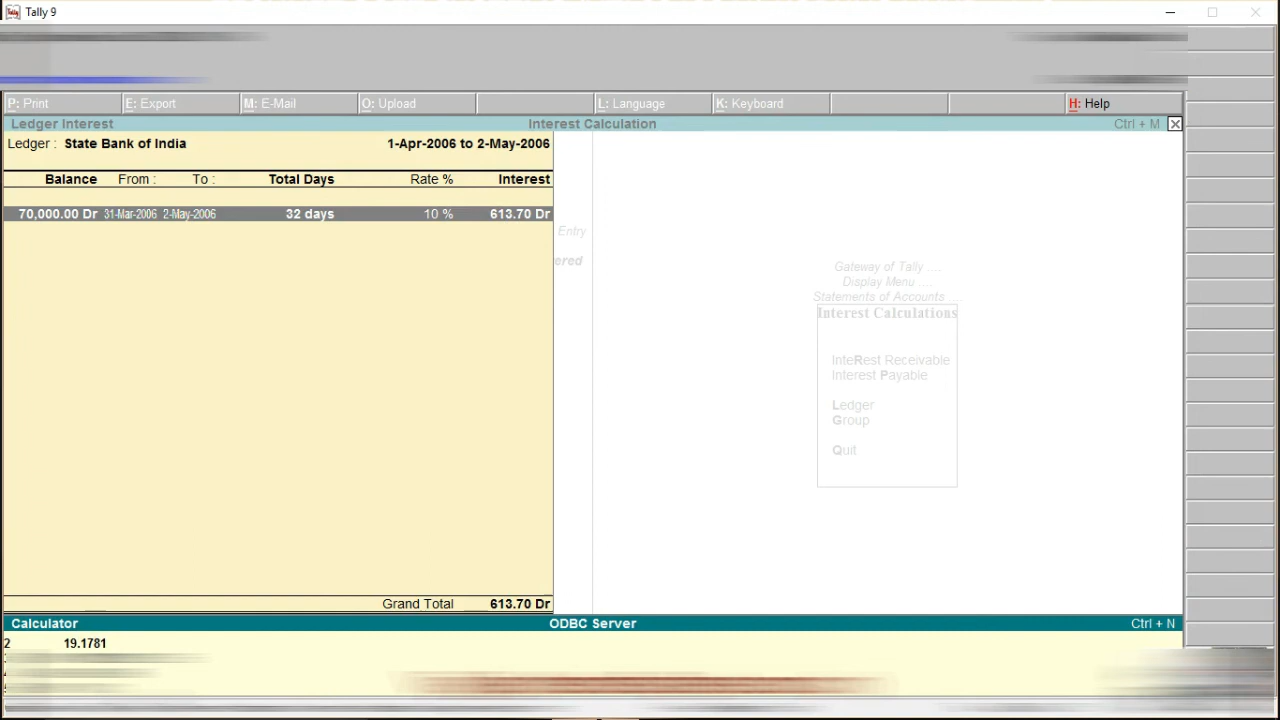 Tally 9
P: Print E: Export M: E-Mail O: Upload L: Language K: Keyboard H: Help
Ledger Interest Interest Calculation Ctrl + M
Ledger : State Bank of India 1-Apr-2006 to 2-May-2006
Balance From : To : Total Days Rate % Interest
70,000.00 Dr 31-Mar-2006 2-May-2006 32 days 10 % 613.70 Dr
Entry
ered
Gateway of Tally ....
Display Menu ....
Statements of Accounts ....
Interest Calculations
InteRest Receivable
Interest Payable
Ledger
Group
Quit
Grand Total 613.70 Dr
Calculator ODBC Server Ctrl + N
2 19.1781